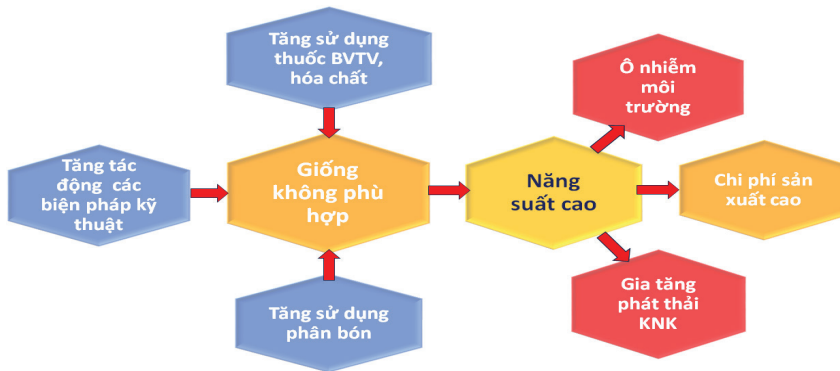 Tăng sử dụng
thuốc BVTV,
hóa chất
Ô nhiễm
môi
trường
Tăng tác
động các
biện pháp kỹ
thuật
Giống
không phù
hợp
Năng
suất cao
Chi phí sản
xuất cao
Tăng sử dụng
phân bón
Gia tăng
phát thải
KNK